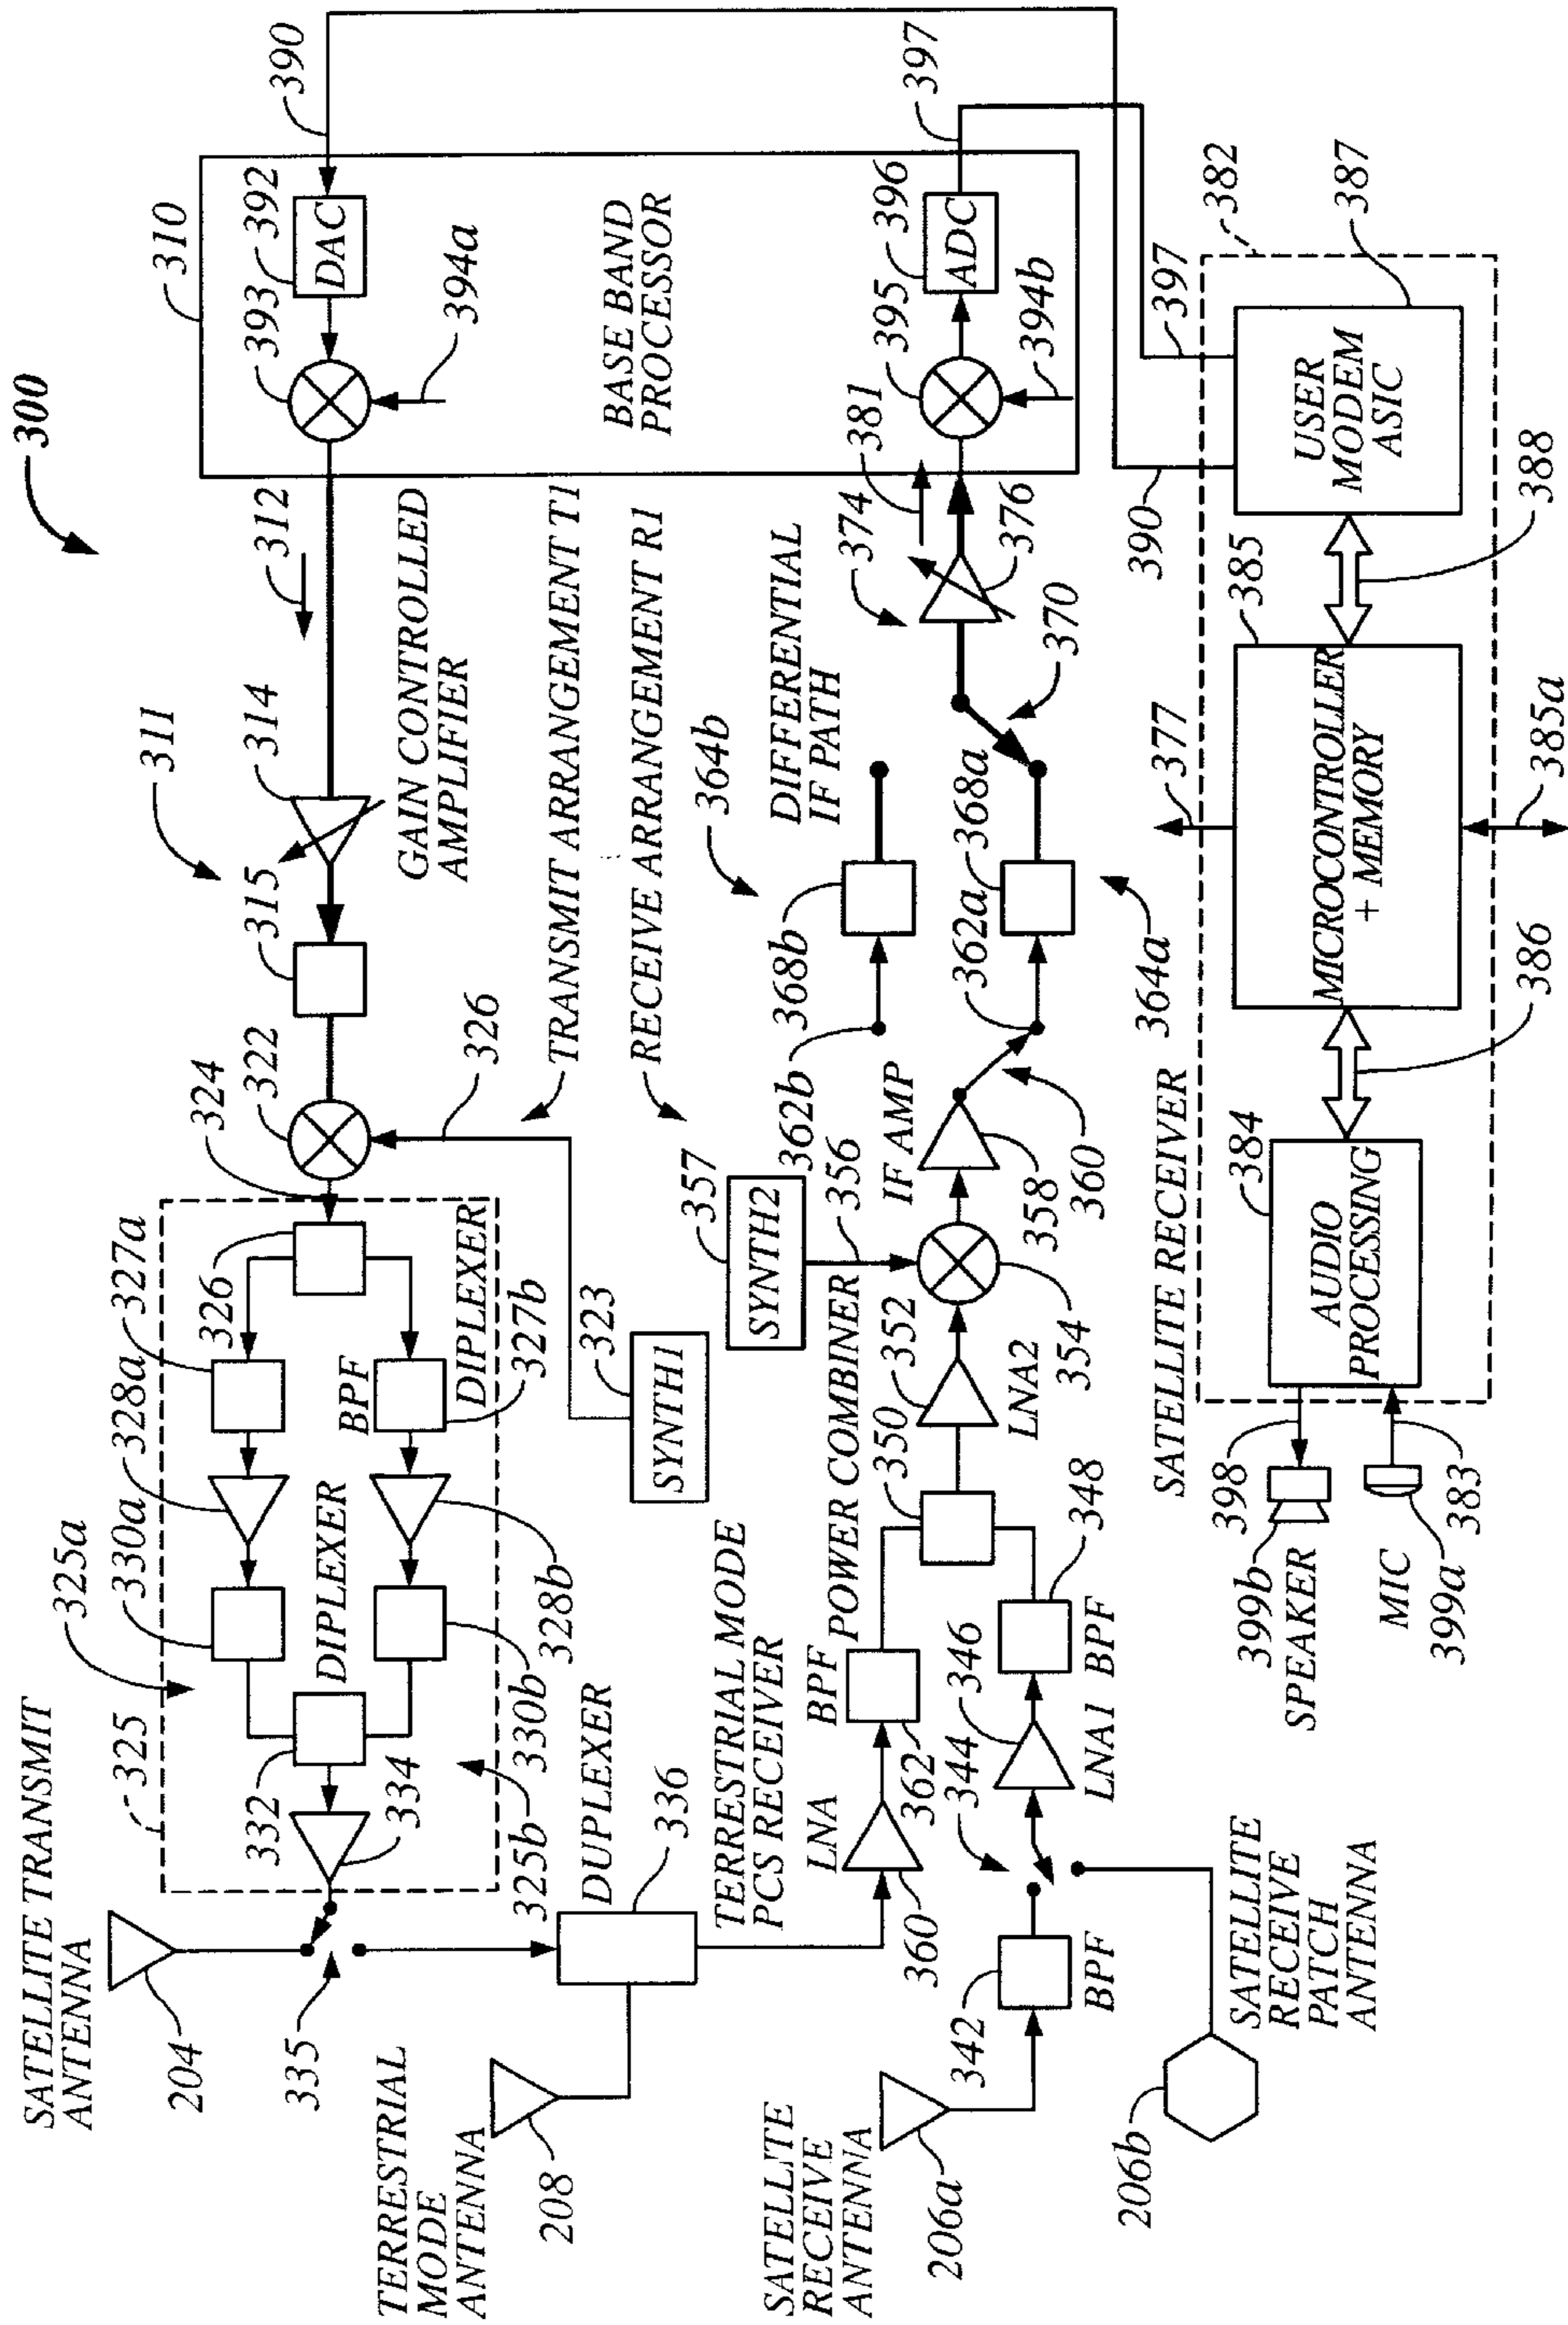 300
SATELLITE TRANSMIT
ANTENNA
204
335
325
325a
330a
328a
327a
326
324
322
315
311
314
312
310
393
392
390
DAC
394a
BASE BAND
PROCESSOR
DIPLEXER
BPF
DIPLEXER
332
334
325b
330b
328b
327b
326
GAIN CONTROLLED
AMPLIFIER
TRANSMIT ARRANGEMENT T1
RECEIVE ARRANGEMENT R1
TERRESTRIAL
MODE
ANTENNA
208
DUPLEXER
336
SYNTH1
323
TERRESTRIAL MODE
PCS RECEIVER
LNA
360
BPF
362
POWER COMBINER
350
352
LNA2
354
SYNTH2
357
356
IF AMP
358
360
362b
368b
364b
362a
368a
364a
DIFFERENTIAL
IF PATH
370
374
376
381
395
396
ADC
394b
397
SATELLITE
RECEIVE
ANTENNA
206a
342
BPF
344
346
LNA1
BPF
348
206b
SATELLITE
RECEIVE
PATCH
ANTENNA
SATELLITE RECEIVER
382
399b
SPEAKER
398
MIC
399a
383
384
AUDIO
PROCESSING
386
377
385
MICROCONTROLLER
+ MEMORY
385a
388
390
397
387
USER
MODEM
ASIC